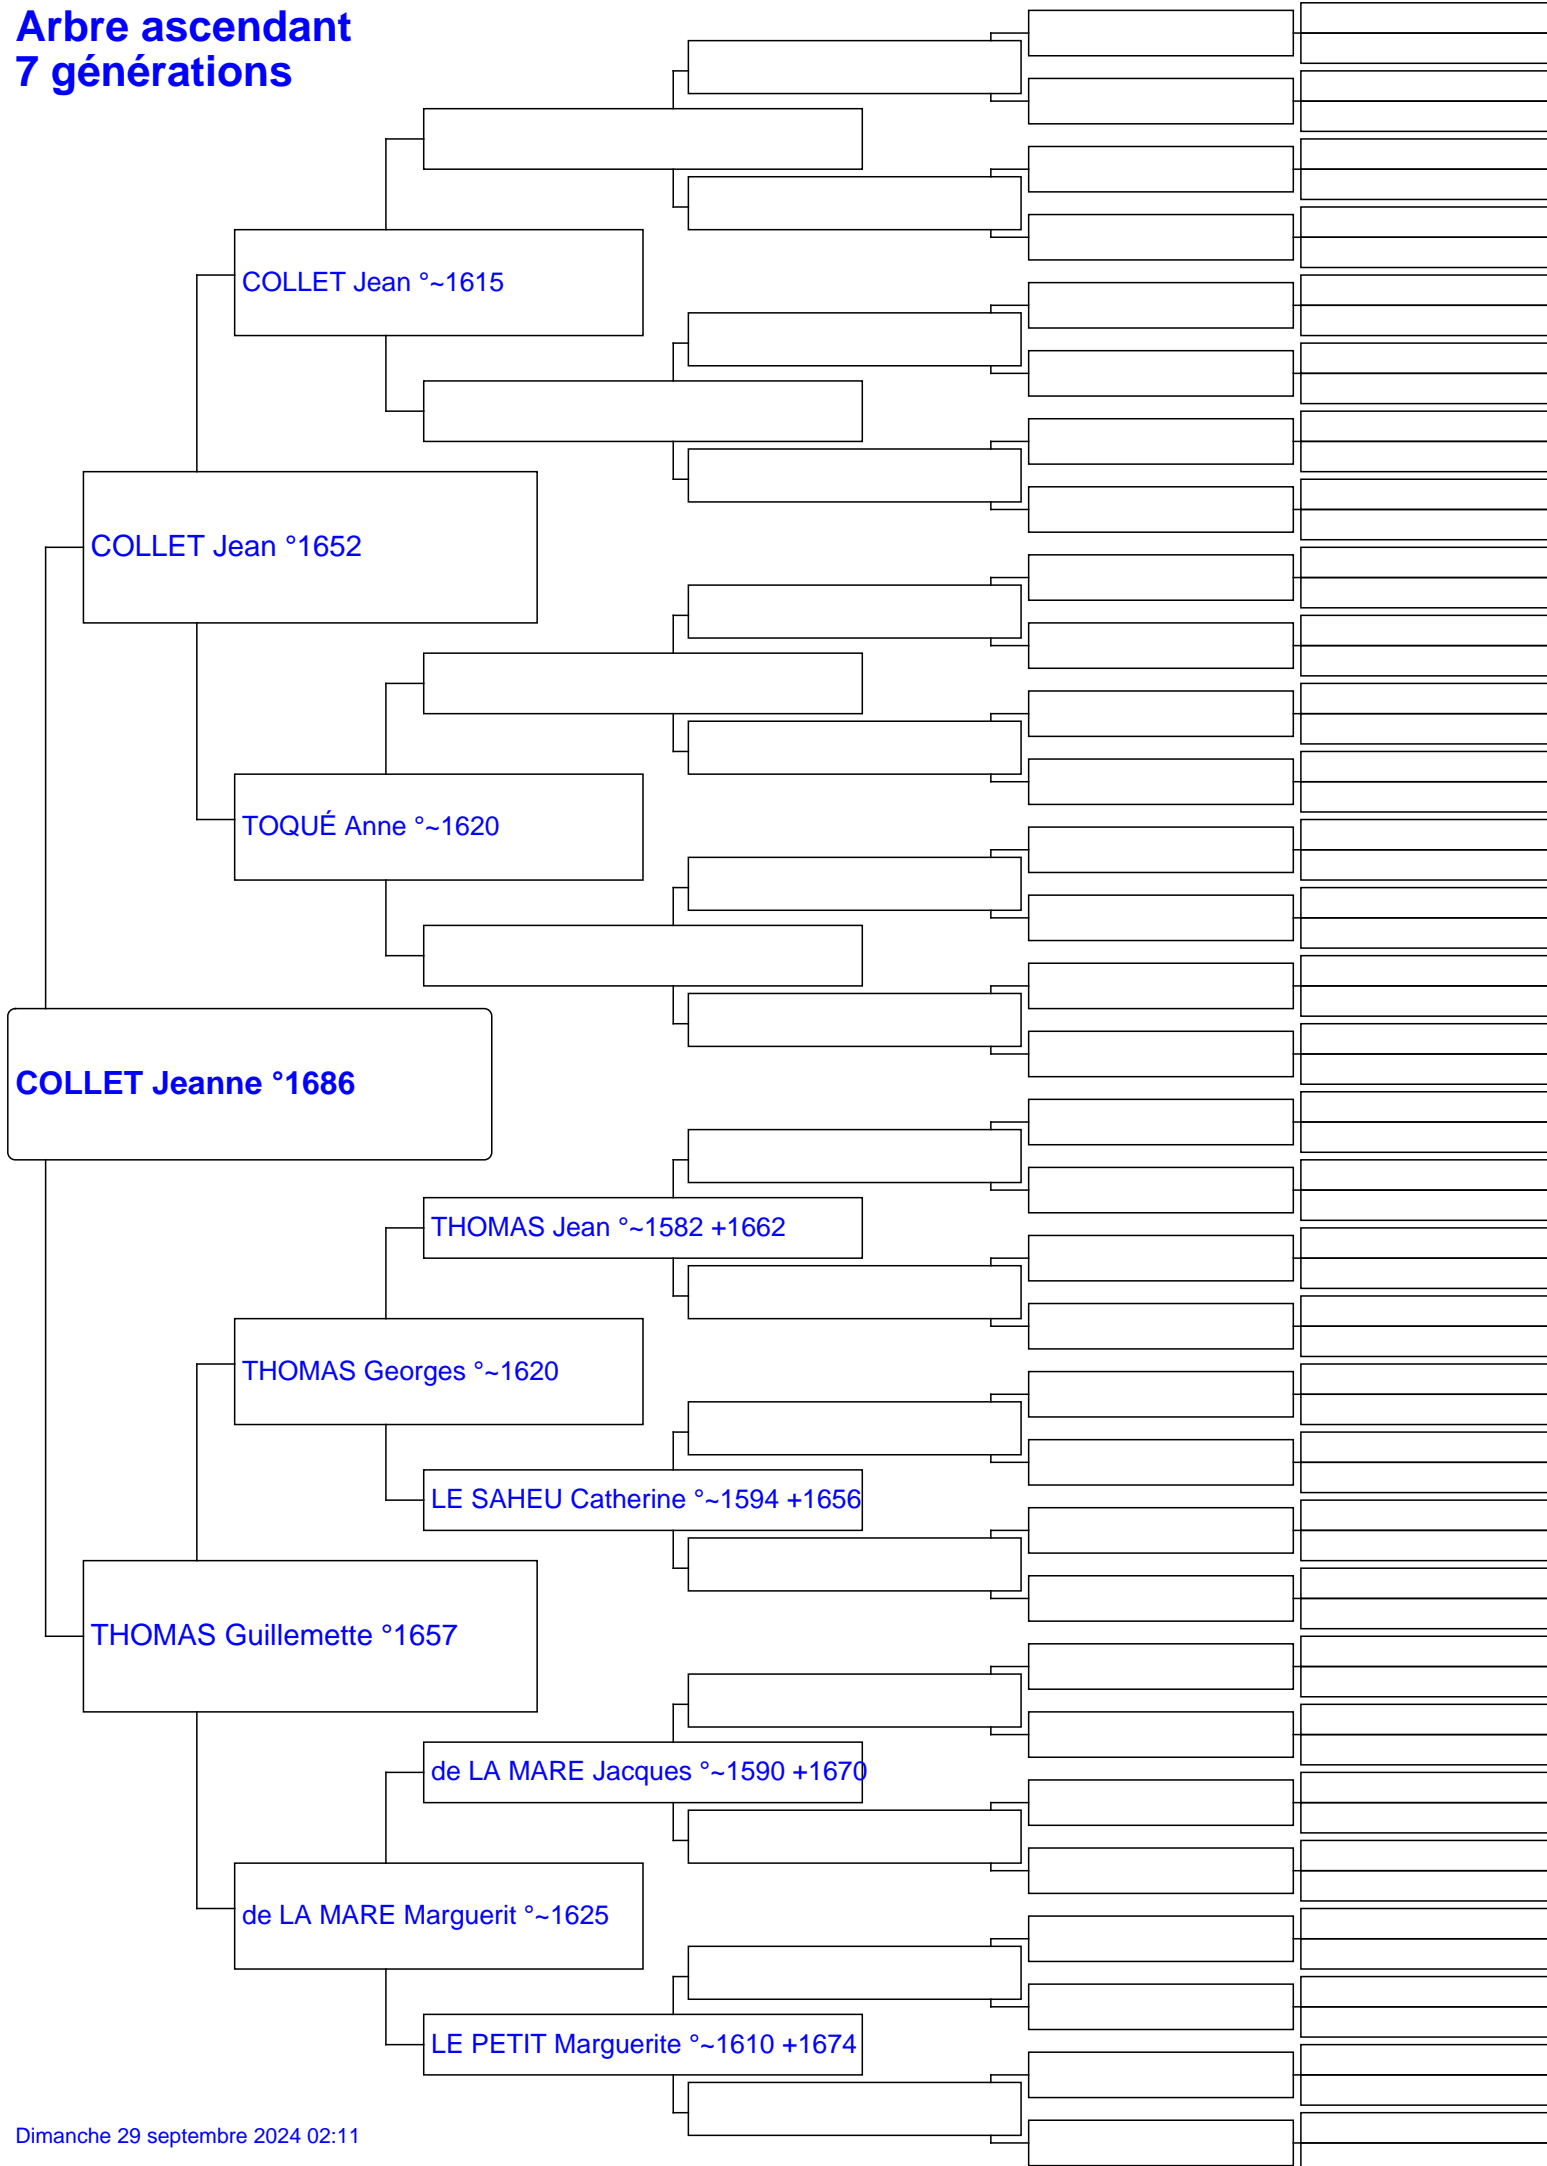 Arbre ascendant
7 générations
COLLET Jean °~1615
COLLET Jean °1652
TOQUÉ Anne °~1620
COLLET Jeanne °1686
THOMAS Jean °~1582 +1662
THOMAS Georges °~1620
LE SAHEU Catherine °~1594 +1656
THOMAS Guillemette °1657
de LA MARE Jacques °~1590 +1670
de LA MARE Marguerit °~1625
LE PETIT Marguerite °~1610 +1674
Dimanche 29 septembre 2024 02:11